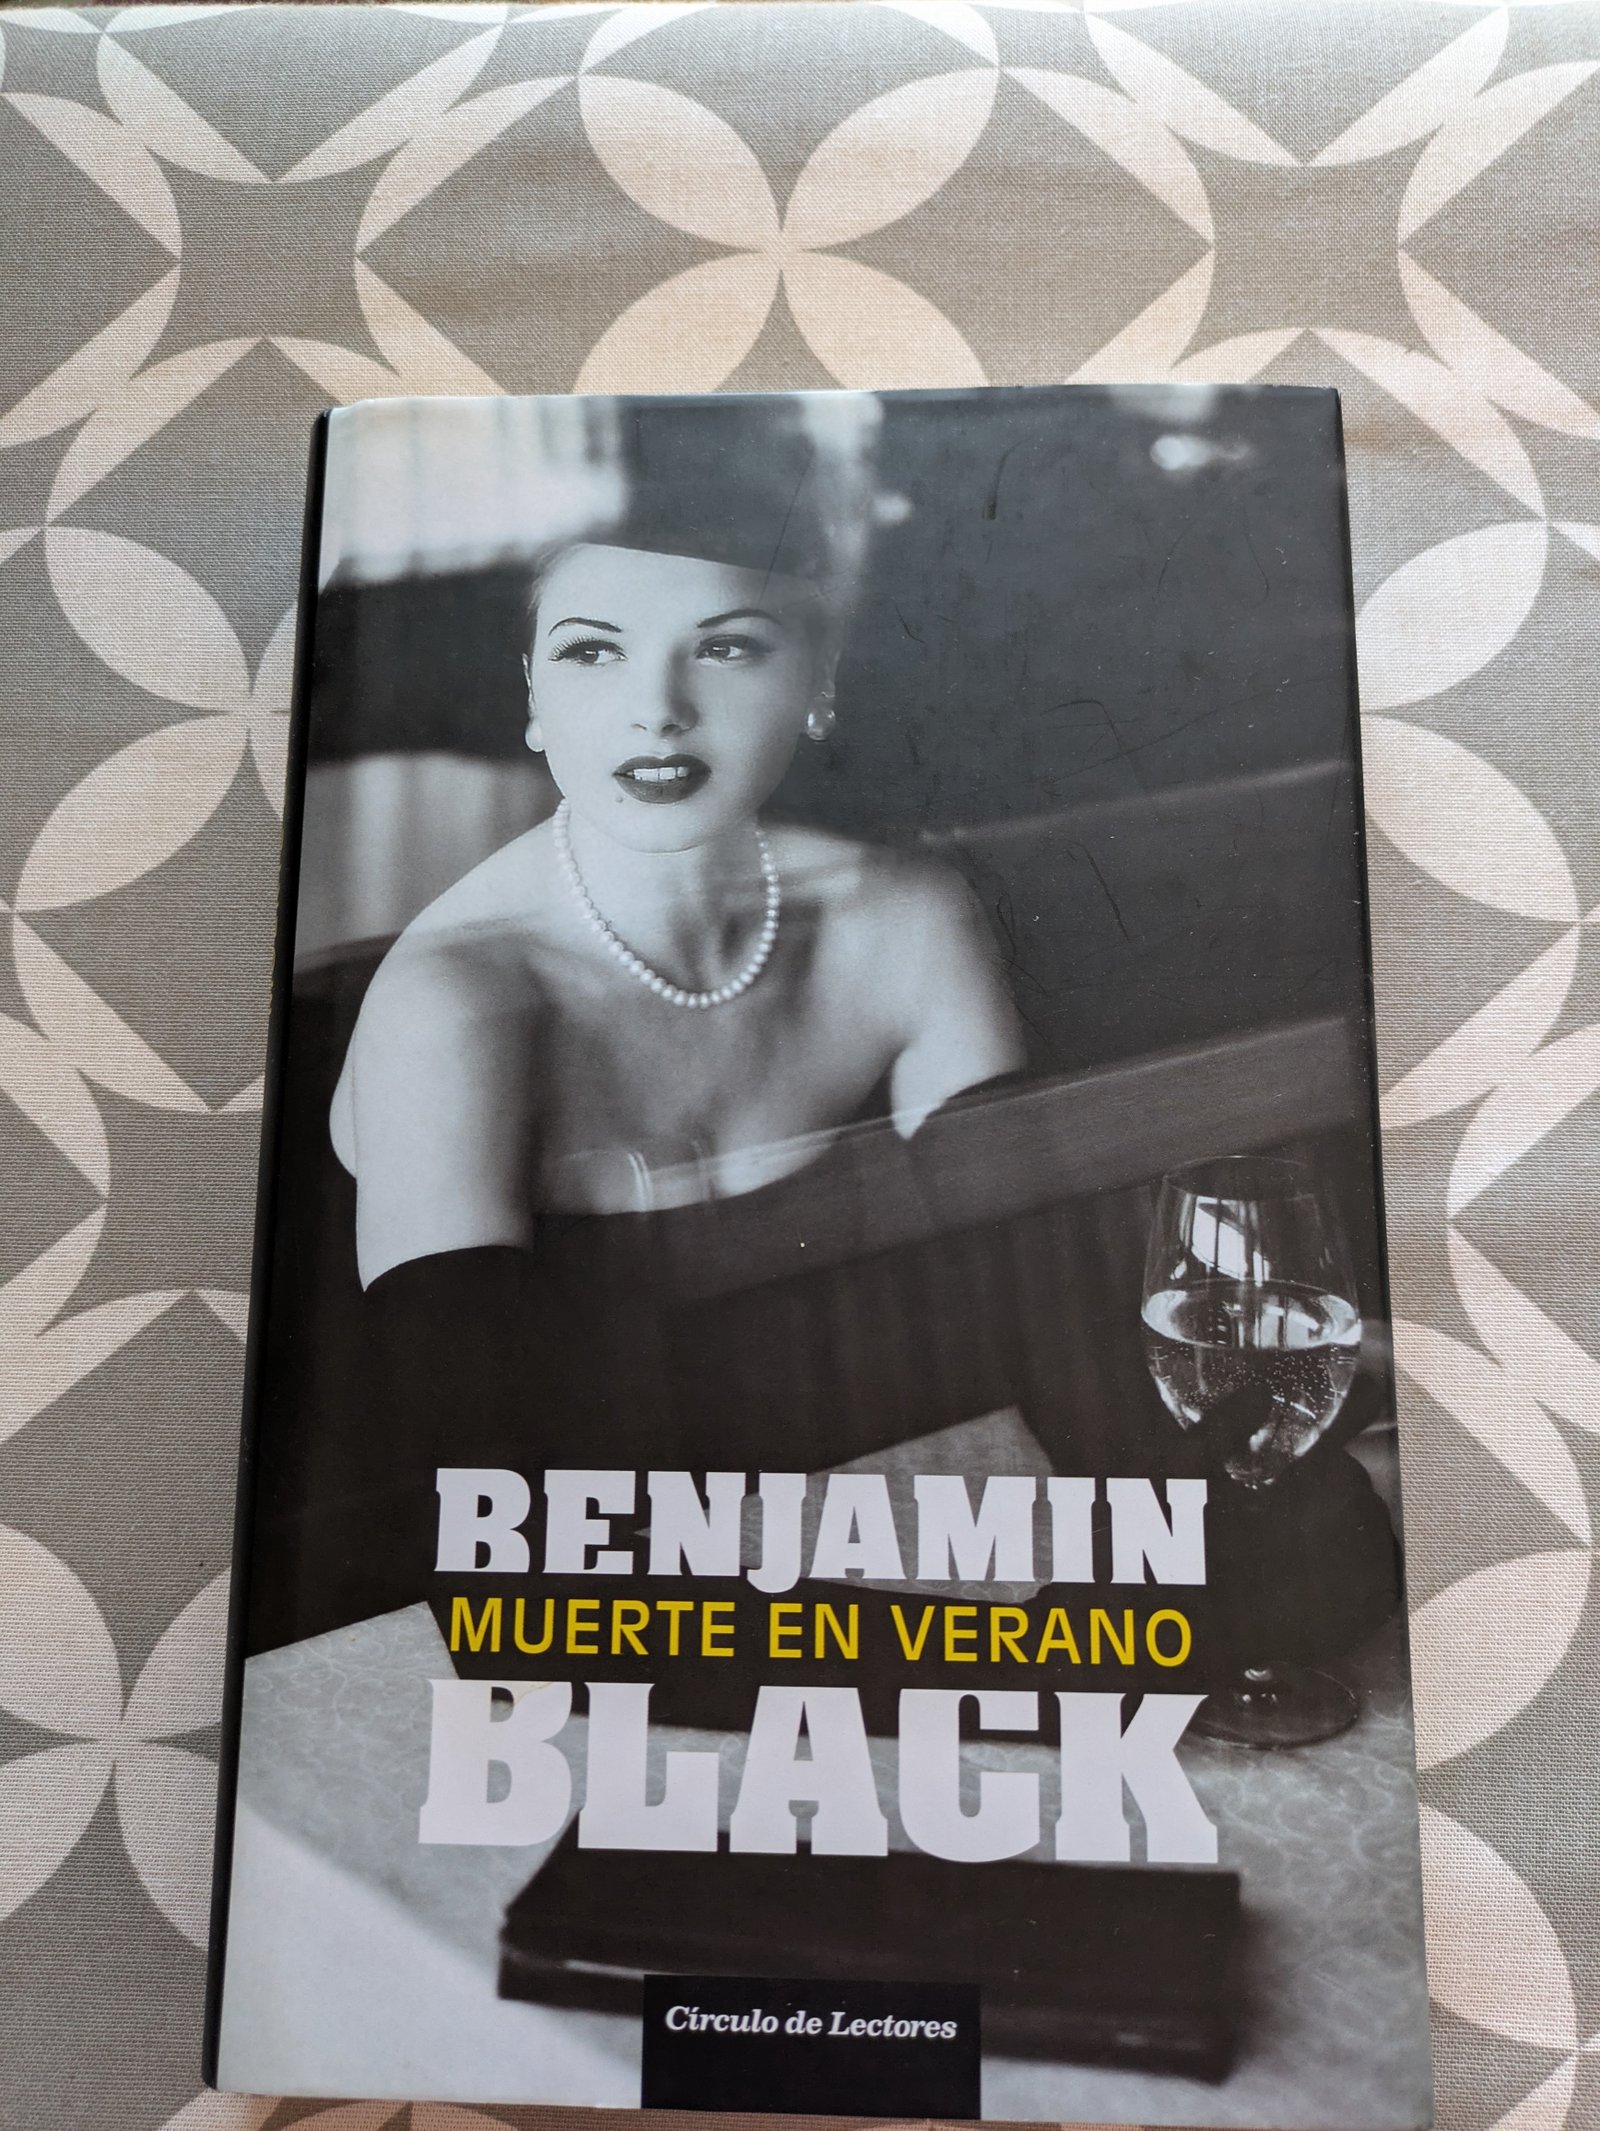 BENJAMIN
MUERTE EN VERANO
BLACK
Círculo de Lectores